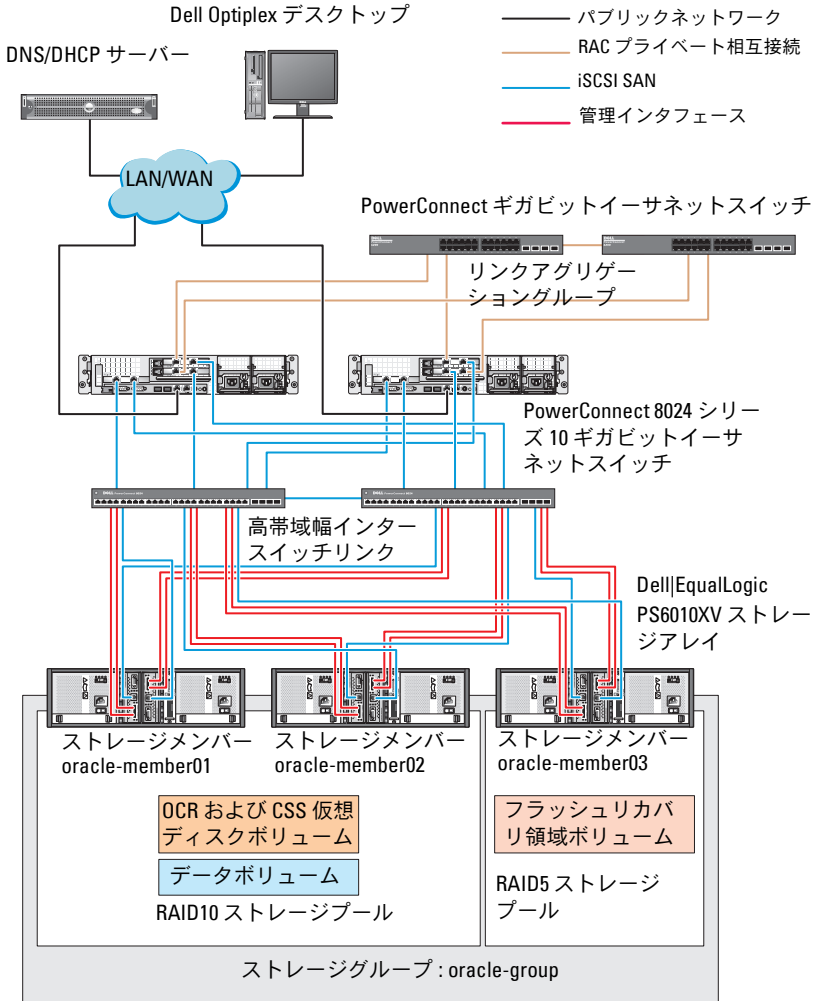 Dell Optiplex デスクトップ
パブリックネットワーク
RAC プライベート相互接続
iSCSI SAN
管理インタフェース
DNS/DHCP サーバー
LAN/WAN
PowerConnect ギガビットイーサネットスイッチ
リンクアグリゲー
ショングループ
PowerConnect 8024 シリー
ズ 10 ギガビットイーサ
ネットスイッチ
高帯域幅インター
スイッチリンク
Dell|EqualLogic
PS6010XV ストレー
ジアレイ
ストレージメンバー
oracle-member01
ストレージメンバー
oracle-member02
ストレージメンバー
oracle-member03
OCR および CSS 仮想
ディスクボリューム
データボリューム
RAID10 ストレージプール
フラッシュリカバ
リ領域ボリューム
RAID5 ストレージ
プール
ストレージグループ : oracle-group